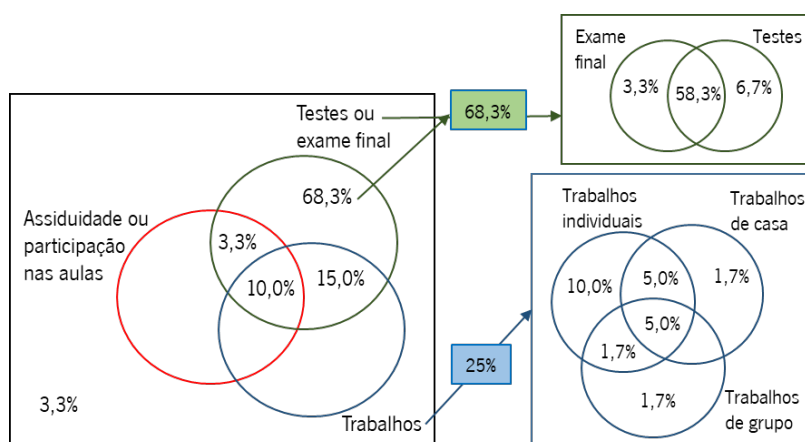 Testes ou
exame final
68,3%
Assiduidade ou
participação
nas aulas
3,3%
10,0%
15,0%
3,3%
Trabalhos
68,3%
25%
Exame
final
Testes
3,3%
58,3%
6,7%
Trabalhos
individuais
Trabalhos
de casa
10,0%
5,0%
1,7%
5,0%
1,7%
1,7%
Trabalhos
de grupo